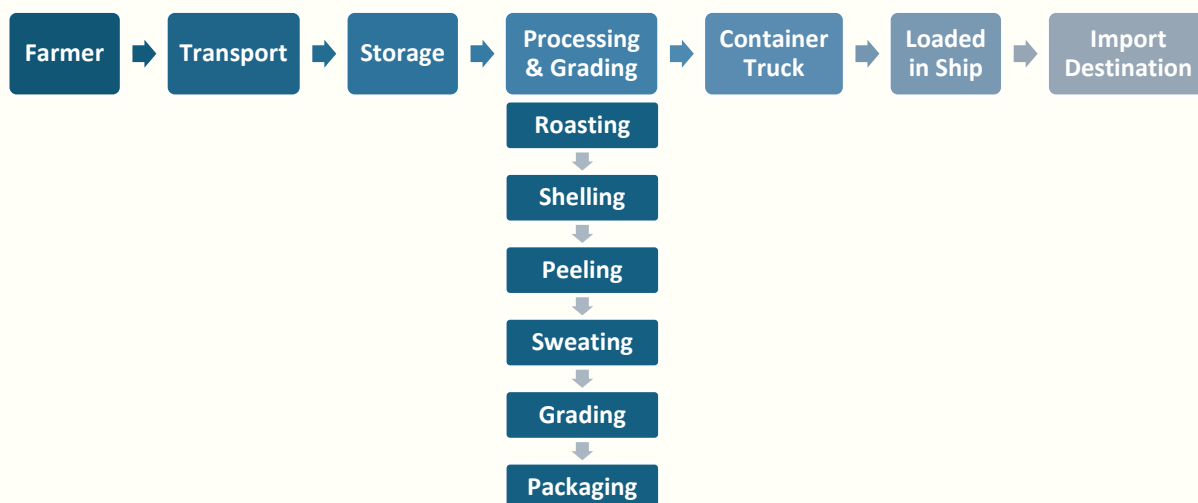 Farmer
Transport
Storage
Processing
& Grading
Container
Truck
Loaded
in Ship
Import
Destination
Roasting
Shelling
Peeling
Sweating
Grading
Packaging